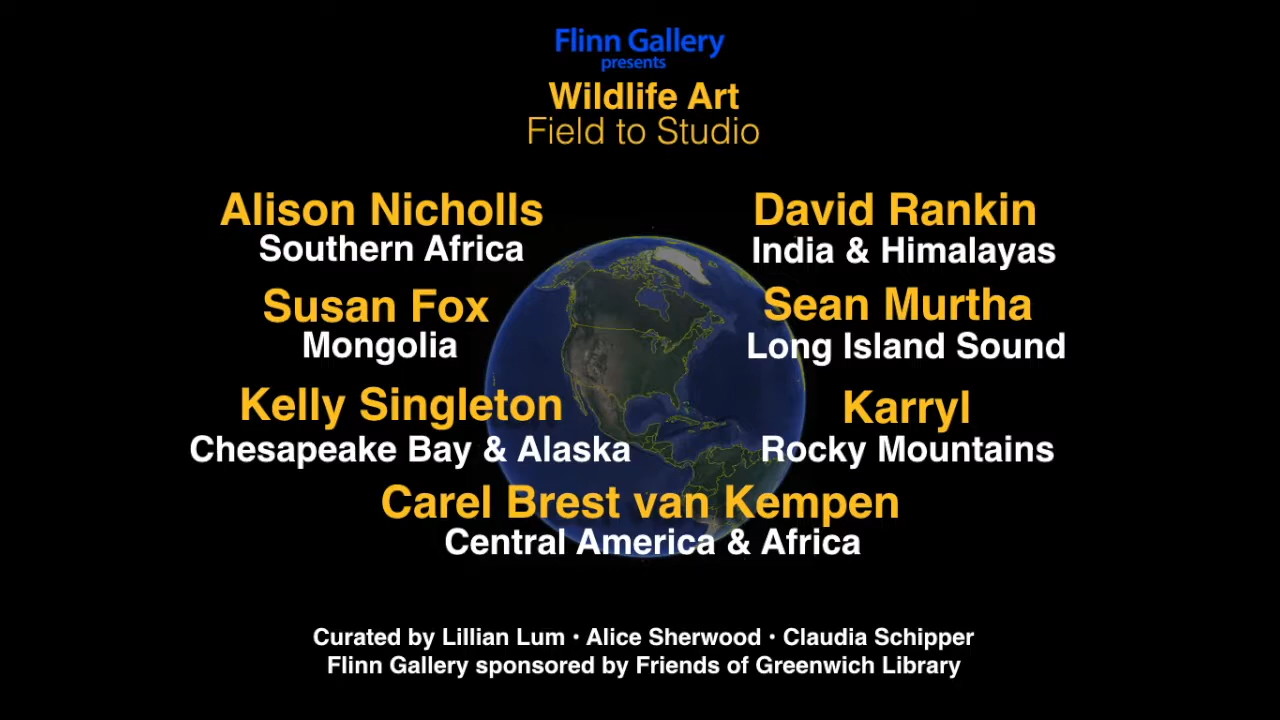 Flinn Gallery
presents
Wildlife Art
Field to Studio
Alison Nicholls
Southern Africa
David Rankin
India & Himalayas
Susan Fox
Mongolia
Sean Murtha
Long Island Sound
Kelly Singleton
Chesapeake Bay & Alaska
Karryl
Rocky Mountains
Carel Brest van Kempen
Central America & Africa
Curated by Lillian Lum • Alice Sherwood • Claudia Schipper
Flinn Gallery sponsored by Friends of Greenwich Library